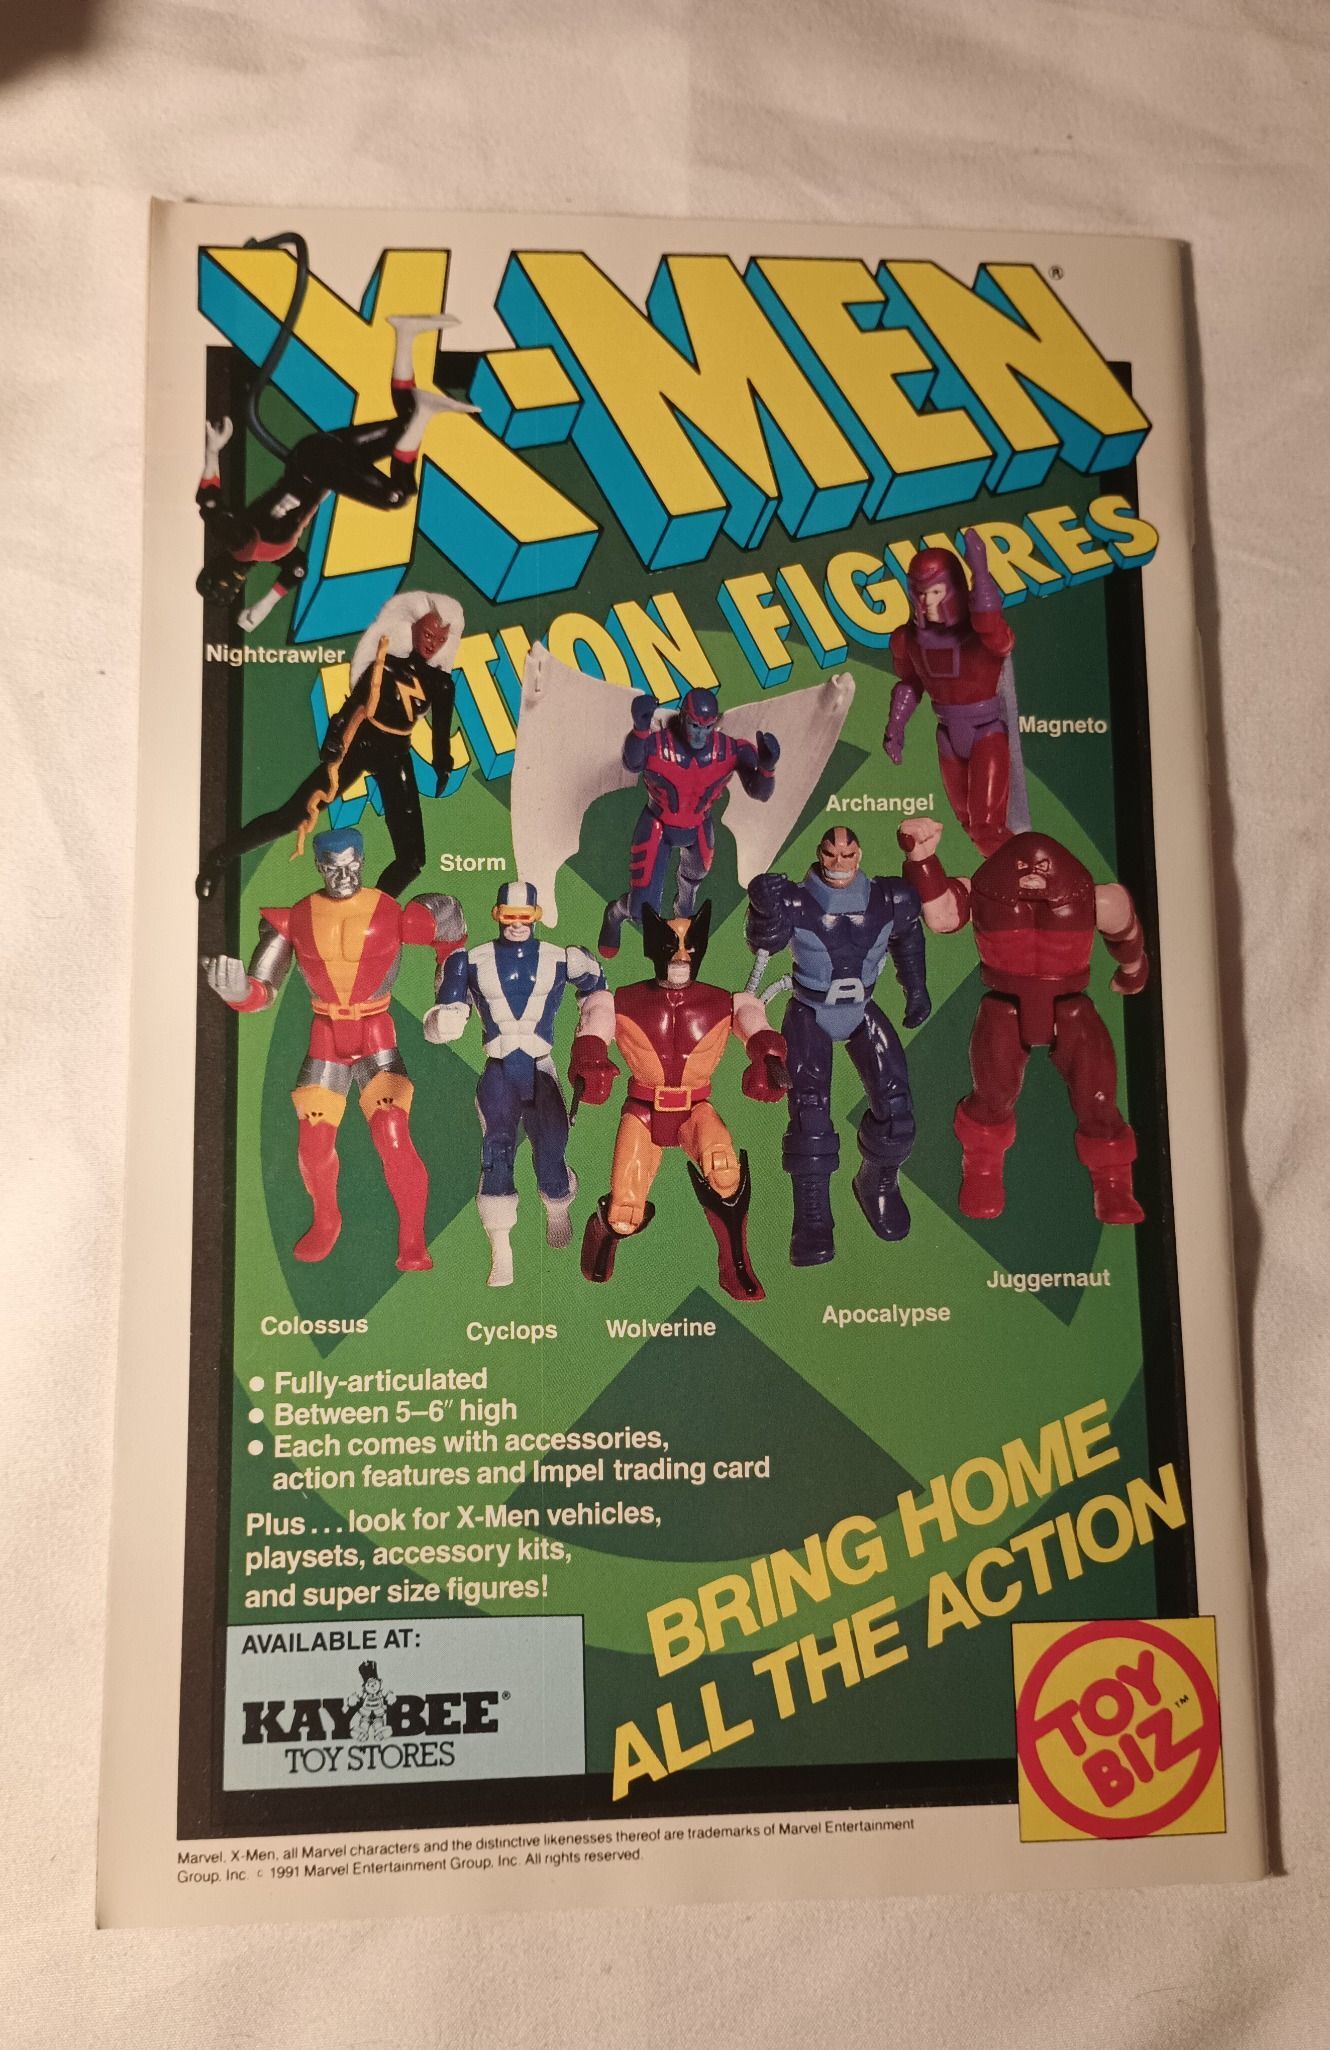 X-MEN®
ACTION FIGURES
Nightcrawler
Magneto
Archangel
Storm
A
Juggernaut
Apocalypse
Colossus
Cyclops
Wolverine
• Fully-articulated
• Between 5–6″ high
• Each comes with accessories,
action features and Impel trading card
Plus...look for X-Men vehicles,
playsets, accessory kits,
and super size figures!
BRING HOME
ALL THE ACTION
AVAILABLE AT:
KAY BEE®
TOY STORES
TOY
BIZ™
Marvel, X-Men, all Marvel characters and the distinctive likenesses thereof are trademarks of Marvel Entertainment
Group, Inc. © 1991 Marvel Entertainment Group, Inc. All rights reserved.